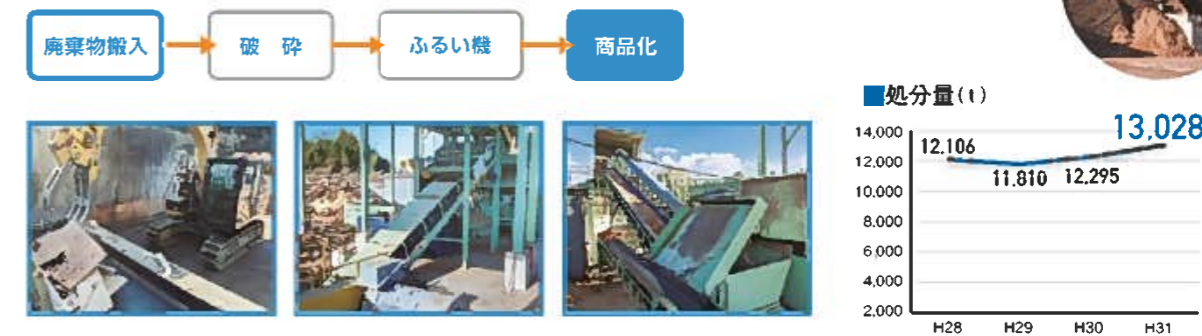 廃棄物搬入
破 砕
ふるい機
商品化
■処分量(t)
14,000
12,000
10,000
8,000
6,000
4,000
2,000
12,106
11,810
12,295
13,028
H28
H29
H30
H31